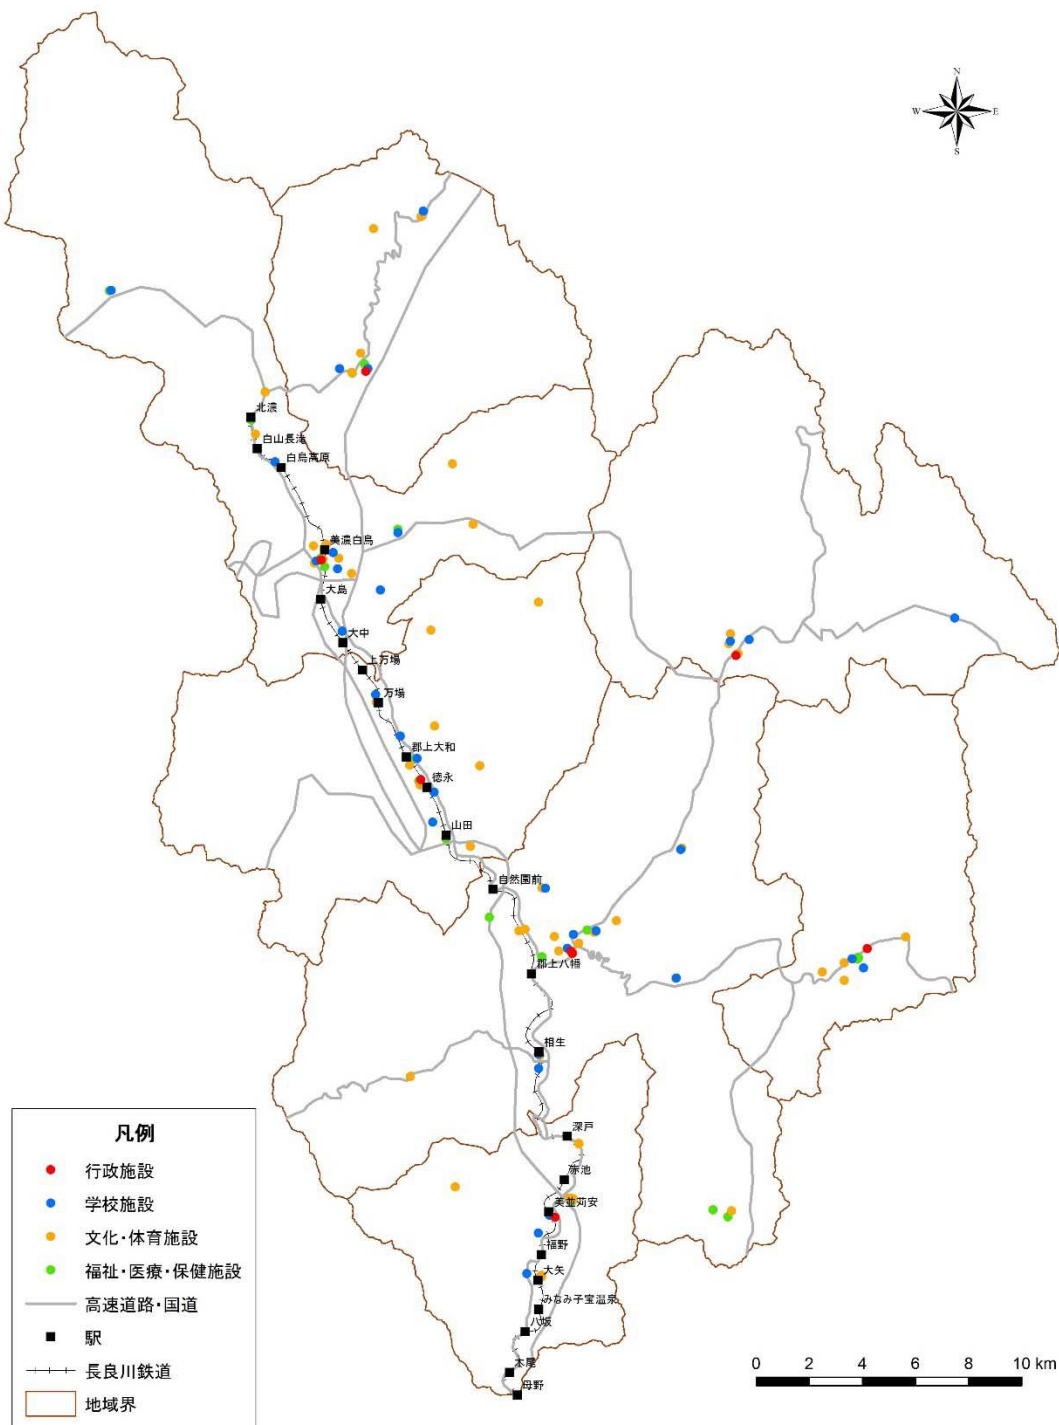 N
W
E
S
北濃
白山長滝
白鳥高原
美濃白鳥
大島
大中
上万場
万場
郡上大和
徳永
山田
自然園前
郡上八幡
相生
深戸
赤池
美並苅安
福野
大矢
みなみ子宝温泉
八坂
木尾
母野
凡例
行政施設
学校施設
文化・体育施設
福祉・医療・保健施設
高速道路・国道
駅
長良川鉄道
地域界
0 2 4 6 8 10 km